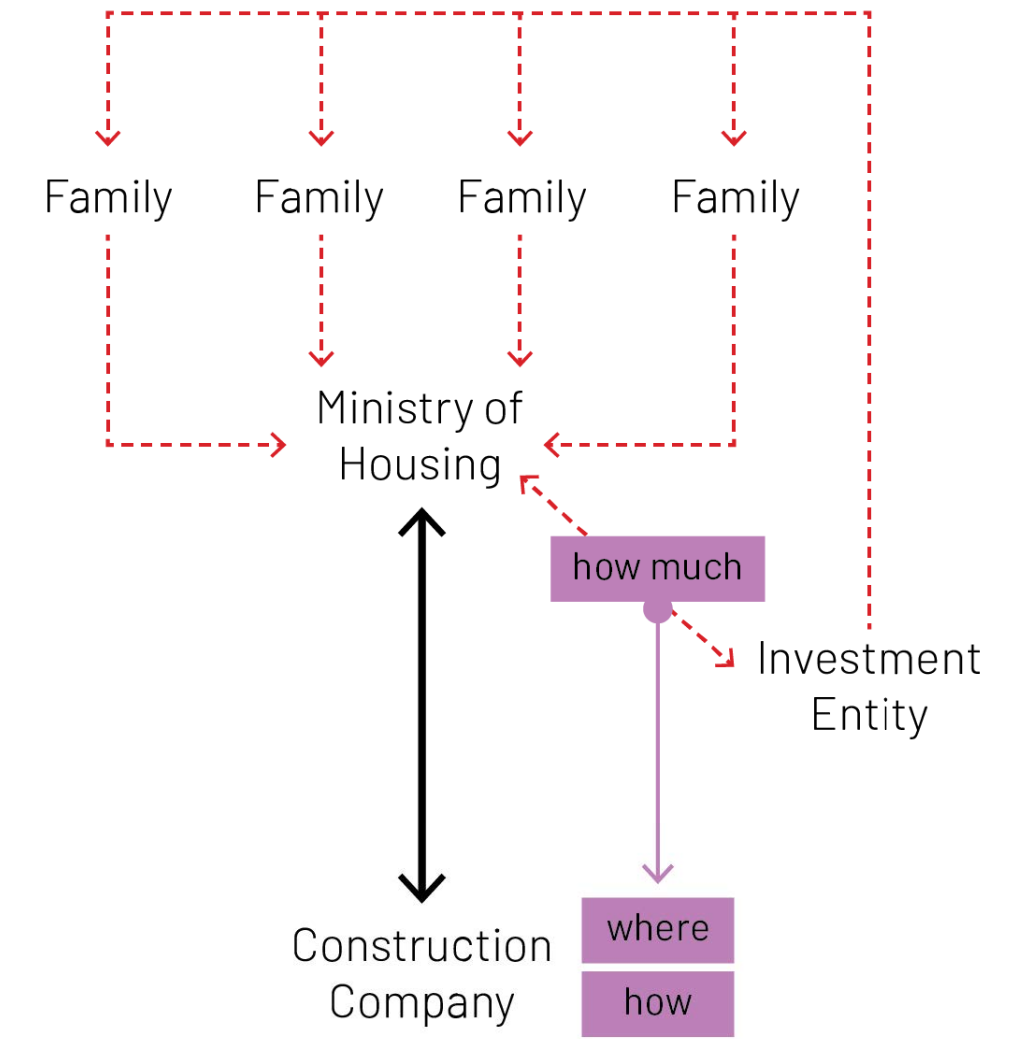 Family Family Family Family
Ministry of
Housing
how much
Investment
Entity
where
Construction
Company
how